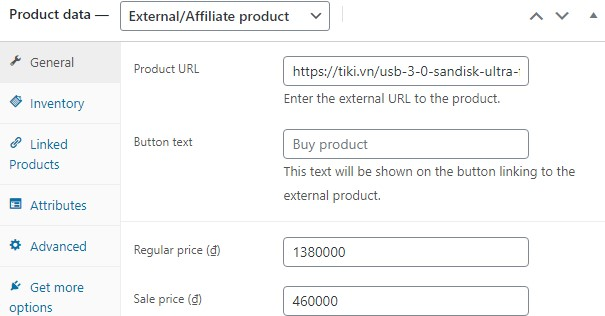 Product data — External/Affiliate product
General
Product URL
https://tiki.vn/usb-3-0-sandisk-ultra-
Enter the external URL to the product.
Inventory
Linked
Products
Button text
Buy product
This text will be shown on the button linking to the
external product.
Attributes
Advanced
Get more
options
Regular price (₫)
1380000
Sale price (₫)
460000